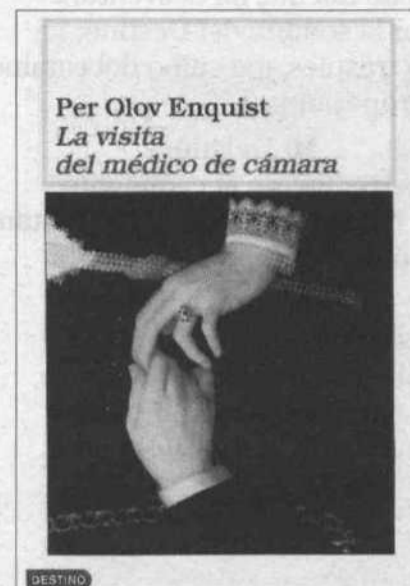 Per Olov Enquist
La visita
del médico de cámara
DESTINO